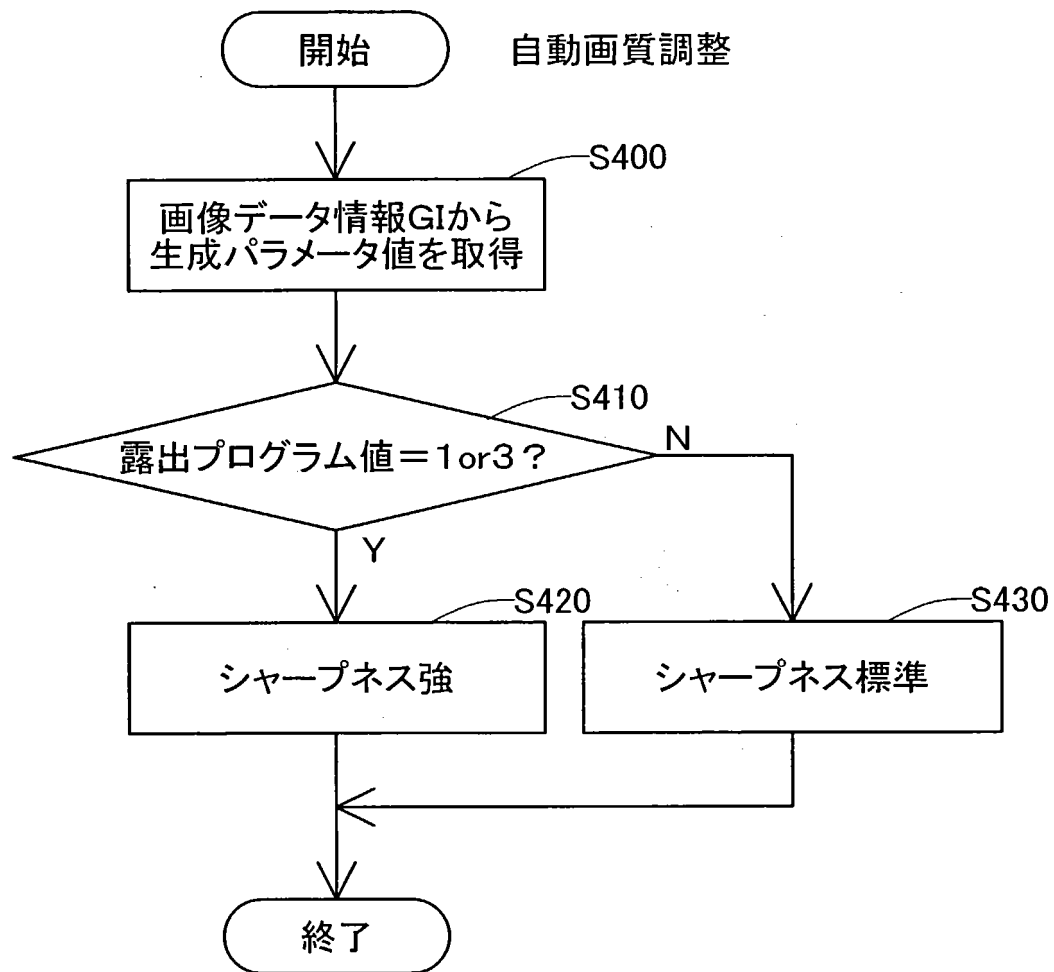 開始
自動画質調整
S400
画像データ情報GIから
生成パラメータ値を取得
S410
露出プログラム値＝1or3？
N
Y
S420
シャープネス強
S430
シャープネス標準
終了